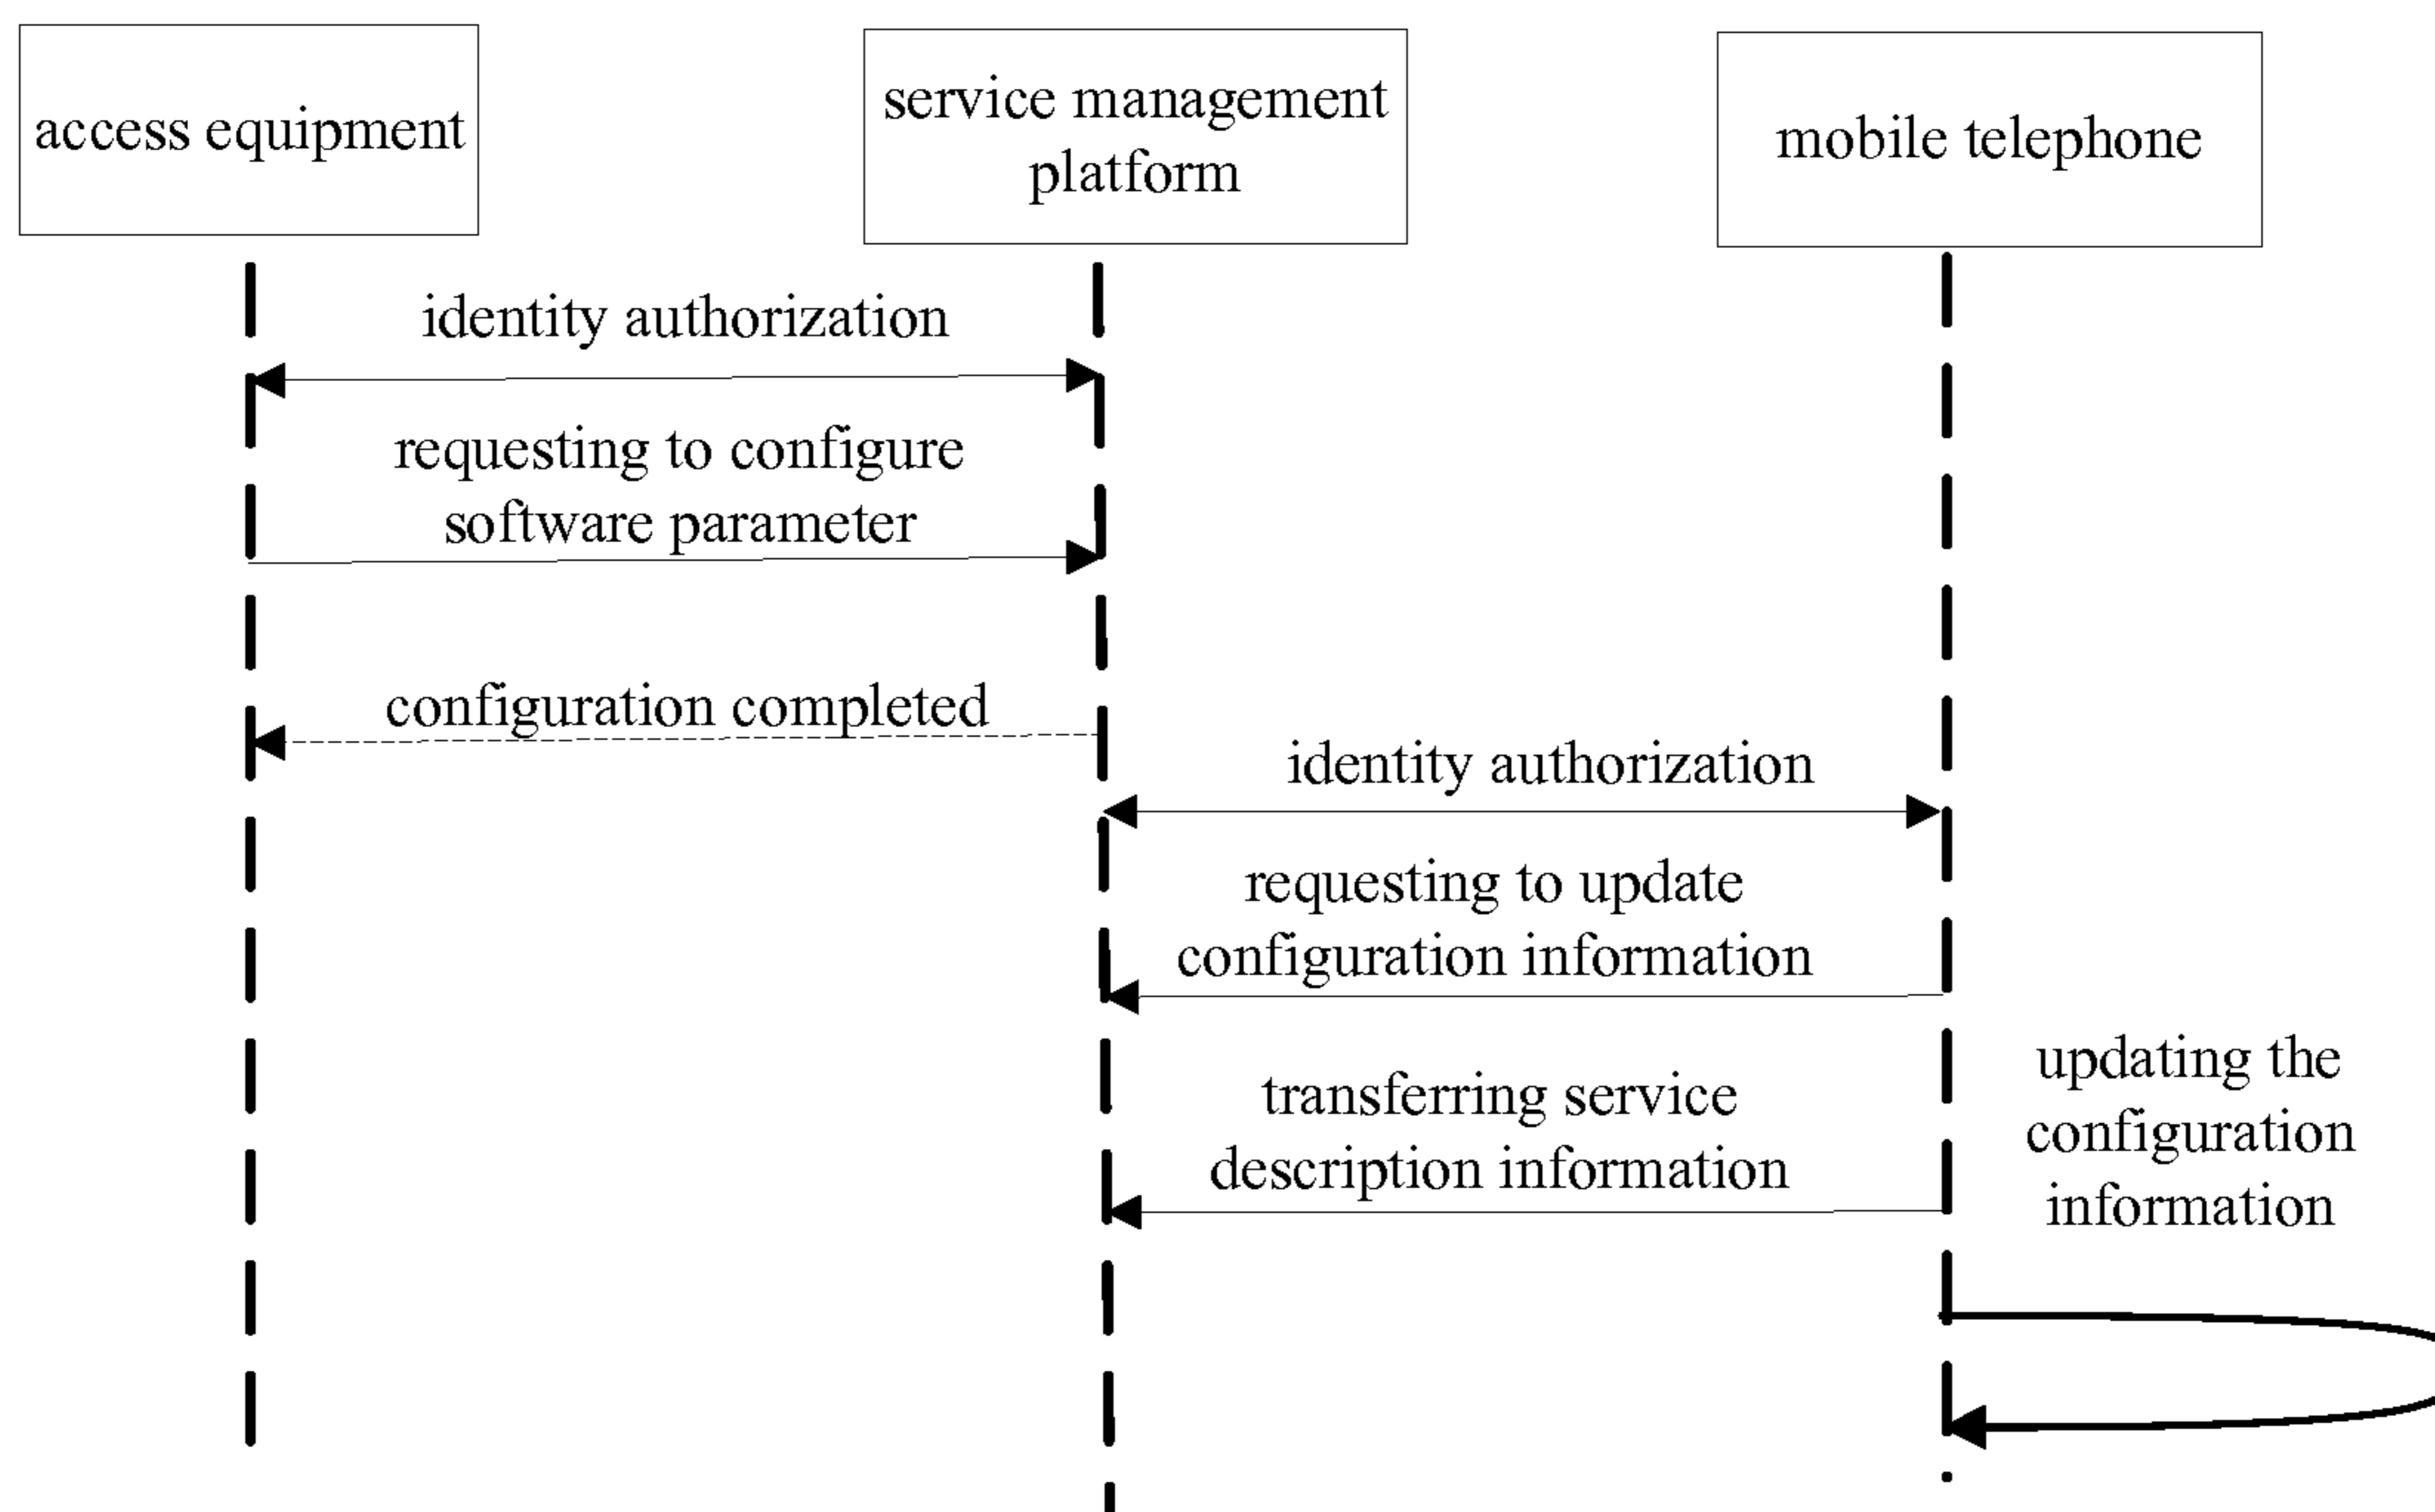 access equipment
service management
platform
mobile telephone
identity authorization
requesting to configure
software parameter
configuration completed
identity authorization
requesting to update
configuration information
transferring service
description information
updating the
configuration
information